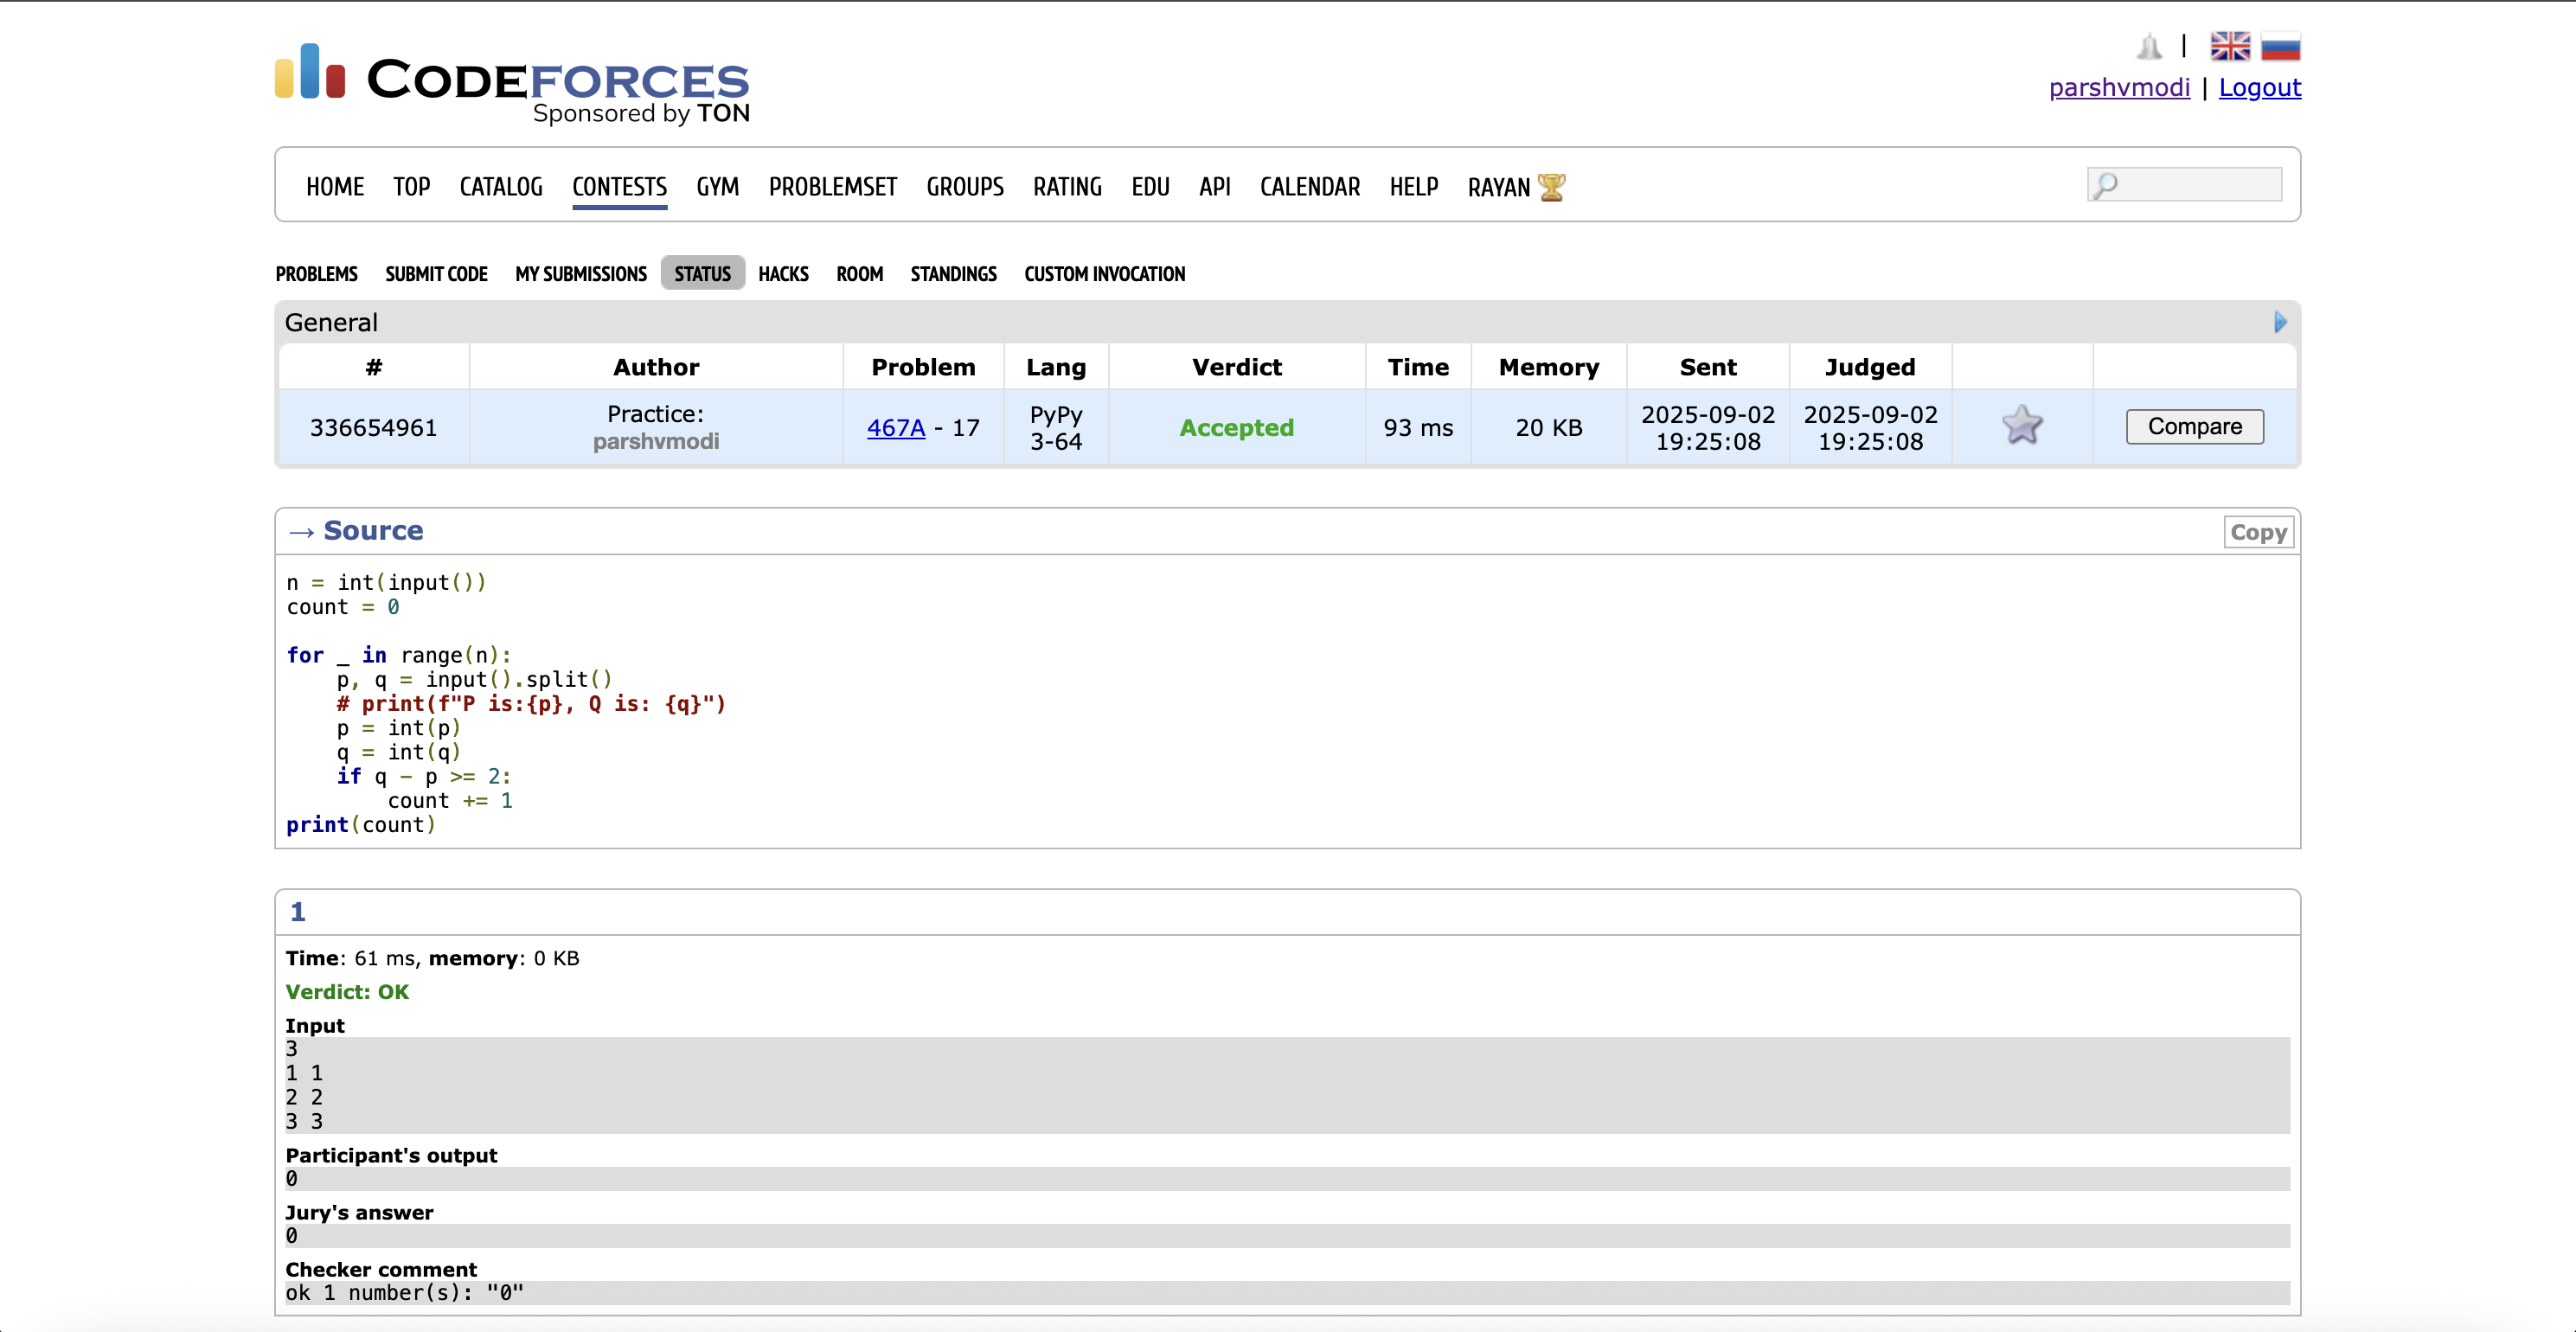 CODEFORCES
Sponsored by TON
|
parshvmodi | Logout
HOME TOP CATALOG CONTESTS GYM PROBLEMSET GROUPS RATING EDU API CALENDAR HELP RAYAN
PROBLEMS SUBMIT CODE MY SUBMISSIONS STATUS HACKS ROOM STANDINGS CUSTOM INVOCATION
General
# Author Problem Lang Verdict Time Memory Sent Judged
336654961 Practice: parshvmodi 467A - 17 PyPy 3-64 Accepted 93 ms 20 KB 2025-09-02 19:25:08 2025-09-02 19:25:08 Compare
→ Source Copy
n = int(input())
count = 0

for _ in range(n):
    p, q = input().split()
    # print(f"P is:{p}, Q is: {q}")
    p = int(p)
    q = int(q)
    if q - p >= 2:
        count += 1
print(count)
1
Time: 61 ms, memory: 0 KB
Verdict: OK
Input
3
1 1
2 2
3 3
Participant's output
0
Jury's answer
0
Checker comment
ok 1 number(s): "0"